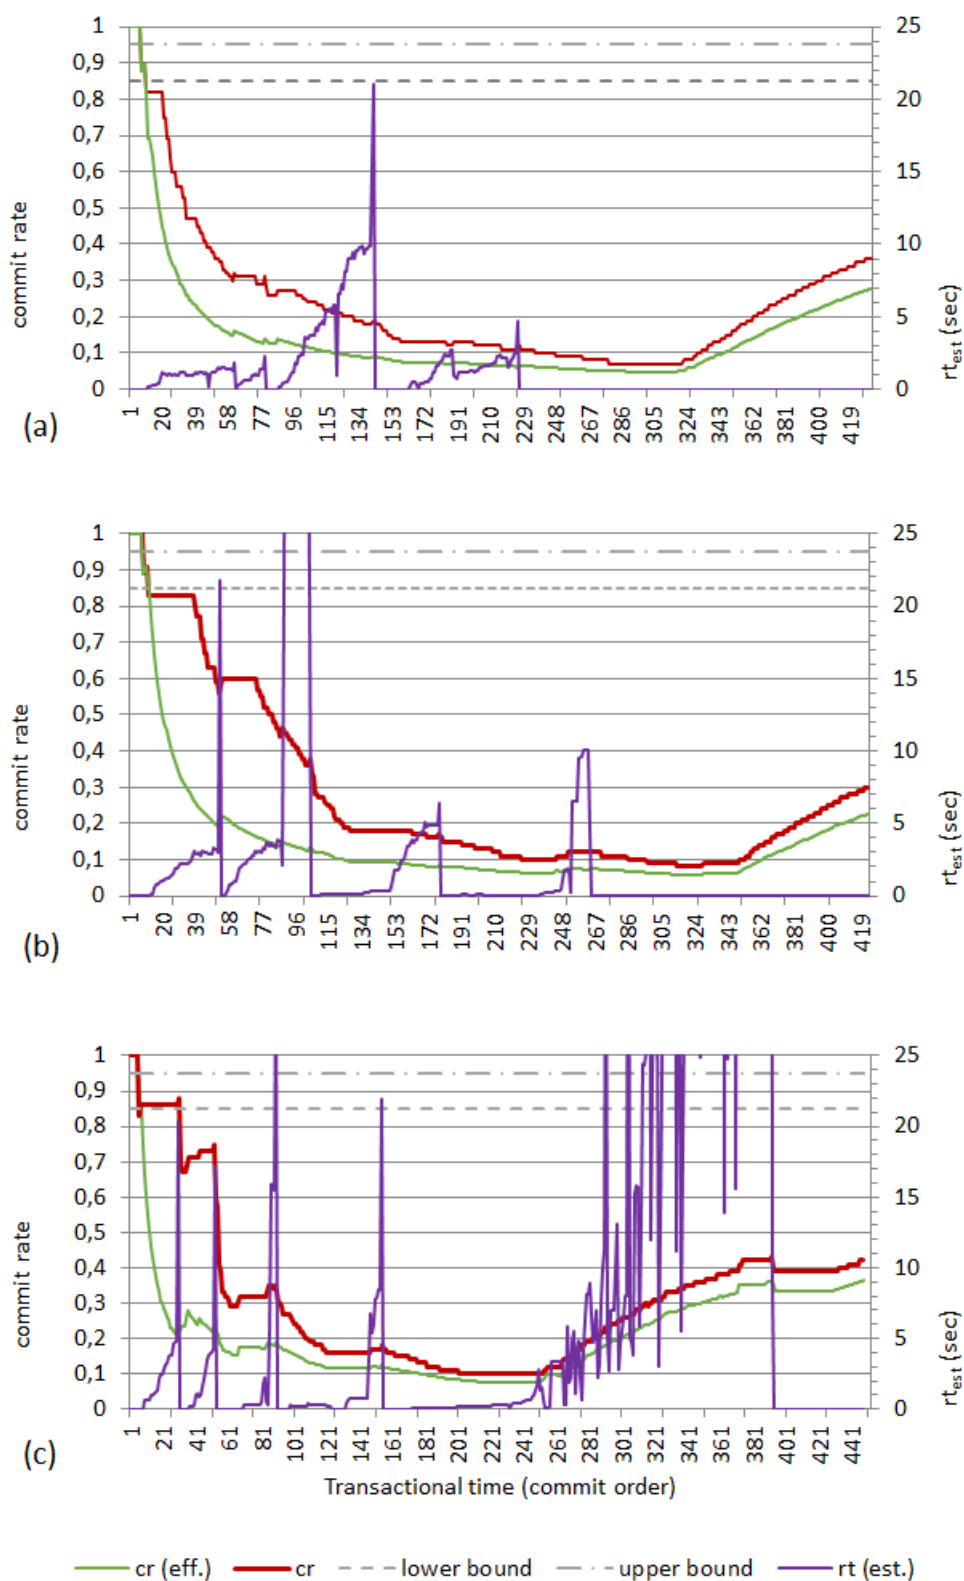 1 25
0,9
0,8 20
0,7
0,6 15
0,5
0,4 10
0,3
0,2 5
0,1
0 0
commit rate
rt_est (sec)
1 20 39 58 77 96 115 134 153 172 191 210 229 248 267 286 305 324 343 362 381 400 419
(a)
1 25
0,9
0,8 20
0,7
0,6 15
0,5
0,4 10
0,3
0,2 5
0,1
0 0
commit rate
rt_est (sec)
1 20 39 58 77 96 115 134 153 172 191 210 229 248 267 286 305 324 343 362 381 400 419
(b)
1 25
0,9
0,8 20
0,7
0,6 15
0,5
0,4 10
0,3
0,2 5
0,1
0 0
commit rate
rt_est (sec)
1 21 41 61 81 101 121 141 161 181 201 221 241 261 281 301 321 341 361 381 401 421 441
(c)
Transactional time (commit order)
cr (eff.) cr lower bound upper bound rt (est.)